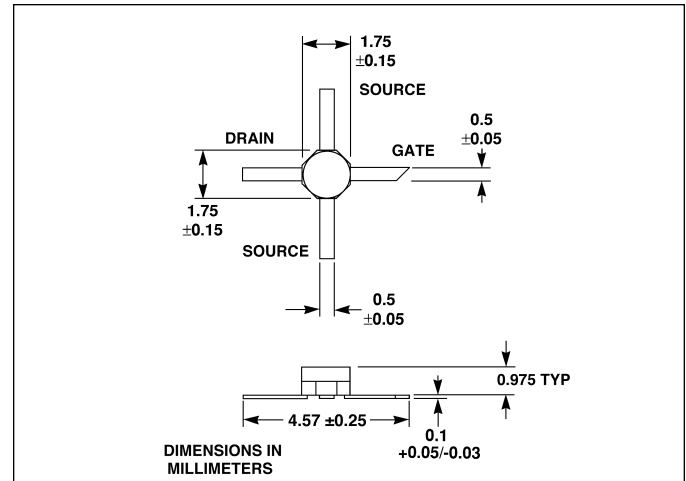 1.75
±0.15
SOURCE
0.5
±0.05
DRAIN
GATE
1.75
±0.15
SOURCE
0.5
±0.05
0.975 TYP
4.57 ±0.25
0.1
+0.05/-0.03
DIMENSIONS IN
MILLIMETERS